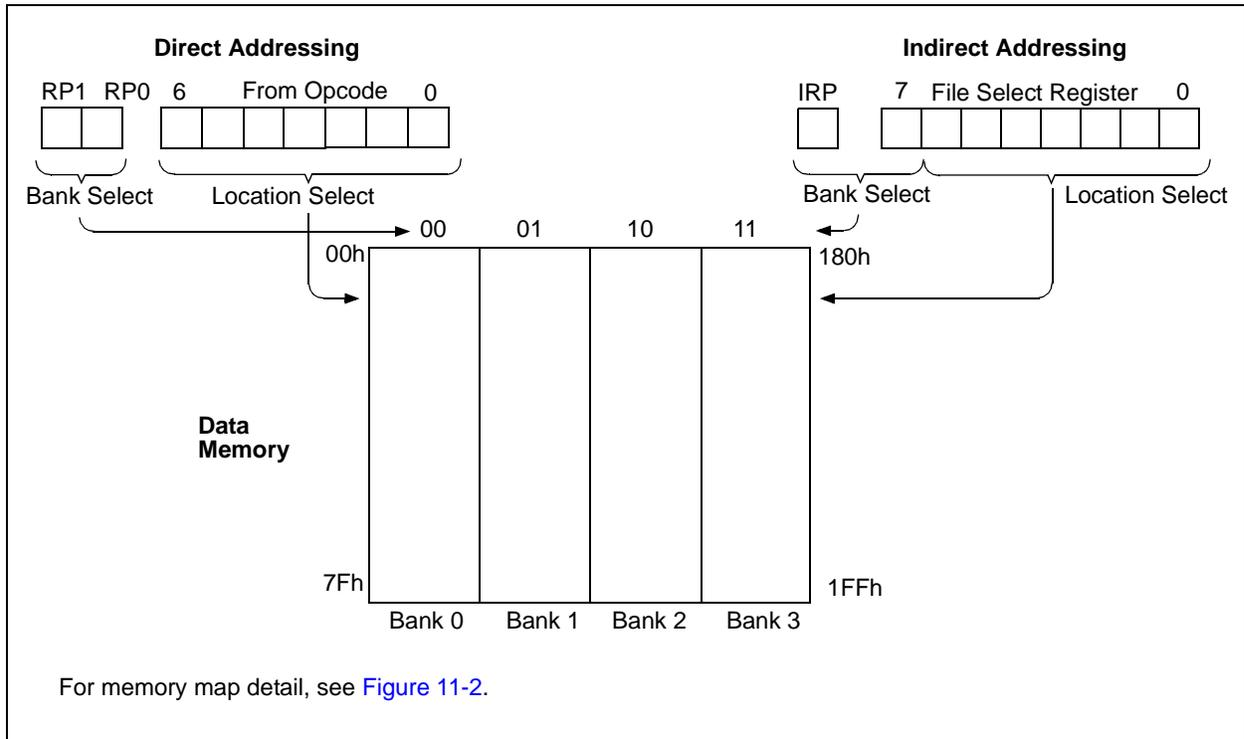 Direct Addressing
Indirect Addressing
RP1 RP0 6 From Opcode 0
IRP 7 File Select Register 0
Bank Select Location Select
Bank Select Location Select
00 01 10 11
00h
180h
Data
Memory
7Fh
1FFh
Bank 0 Bank 1 Bank 2 Bank 3
For memory map detail, see Figure 11-2.